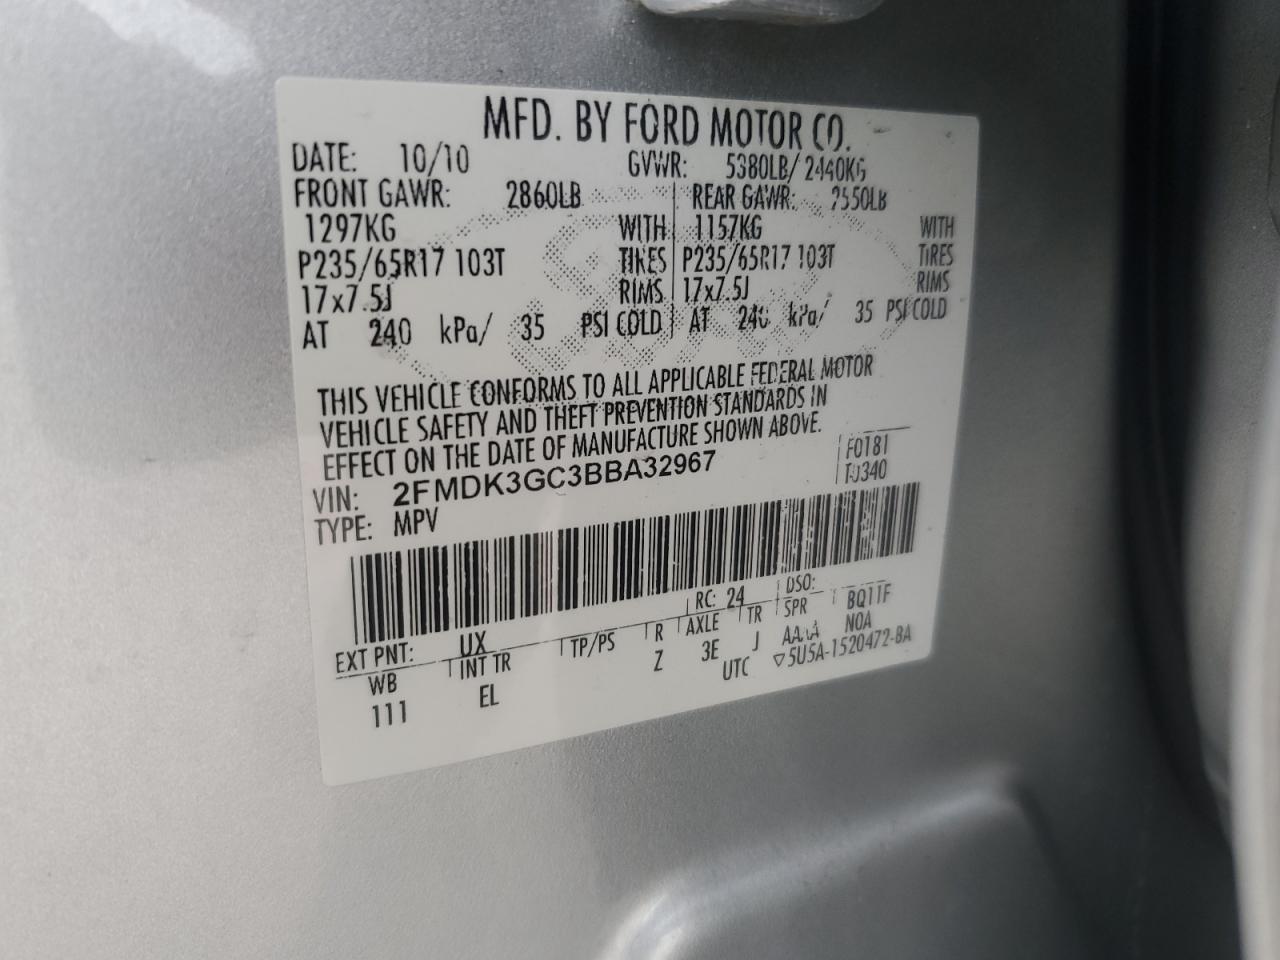 MFD. BY FORD MOTOR CO.
DATE: 10/10 GVWR: 5380LB/ 2440KG
FRONT GAWR: 2860LB REAR GAWR: 2550LB
1297KG WITH 1157KG WITH
P235/65R17 103T TIRES P235/65R17 103T TIRES
17x7.5J RIMS 17x7.5J RIMS
AT 240 kPa/ 35 PSI COLD AT 240 kPa/ 35 PSI COLD
THIS VEHICLE CONFORMS TO ALL APPLICABLE FEDERAL MOTOR
VEHICLE SAFETY AND THEFT PREVENTION STANDARDS IN
EFFECT ON THE DATE OF MANUFACTURE SHOWN ABOVE.
VIN: 2FMDK3GC3BBA32967 F0181
TYPE: MPV T0340
EXT PNT: UX RC: 24 DSO:
WB INT TR TP/PS R AXLE TR SPR BQ11F
111 EL Z 3E J AAAA NOA
UTC ▽5U5A-1520472-BA